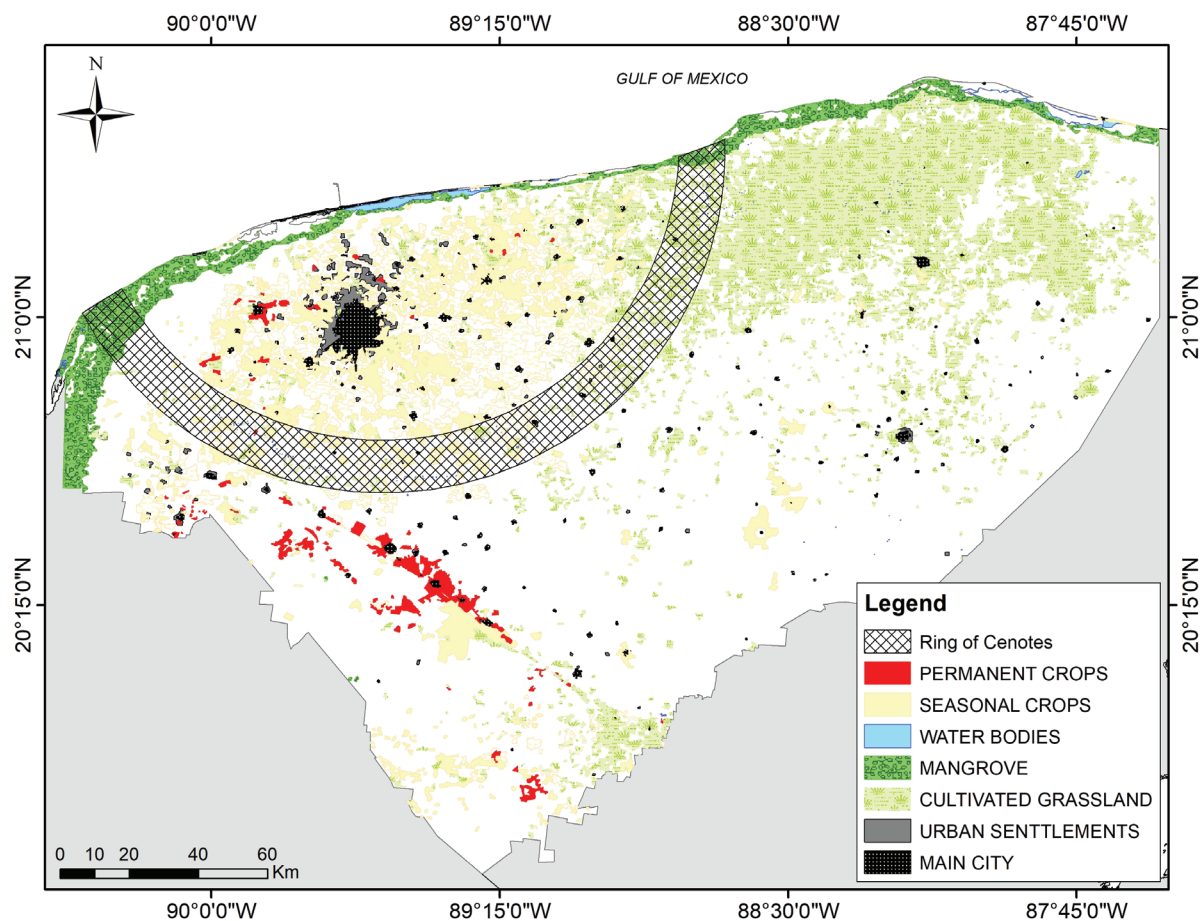 90°0'0"W 89°15'0"W 88°30'0"W 87°45'0"W
N
GULF OF MEXICO
21°0'0"N 21°0'0"N
20°15'0"N 20°15'0"N
Legend
Ring of Cenotes
PERMANENT CROPS
SEASONAL CROPS
WATER BODIES
MANGROVE
CULTIVATED GRASSLAND
URBAN SENTTLEMENTS
MAIN CITY
0 10 20 40 60
Km
90°0'0"W 89°15'0"W 88°30'0"W 87°45'0"W